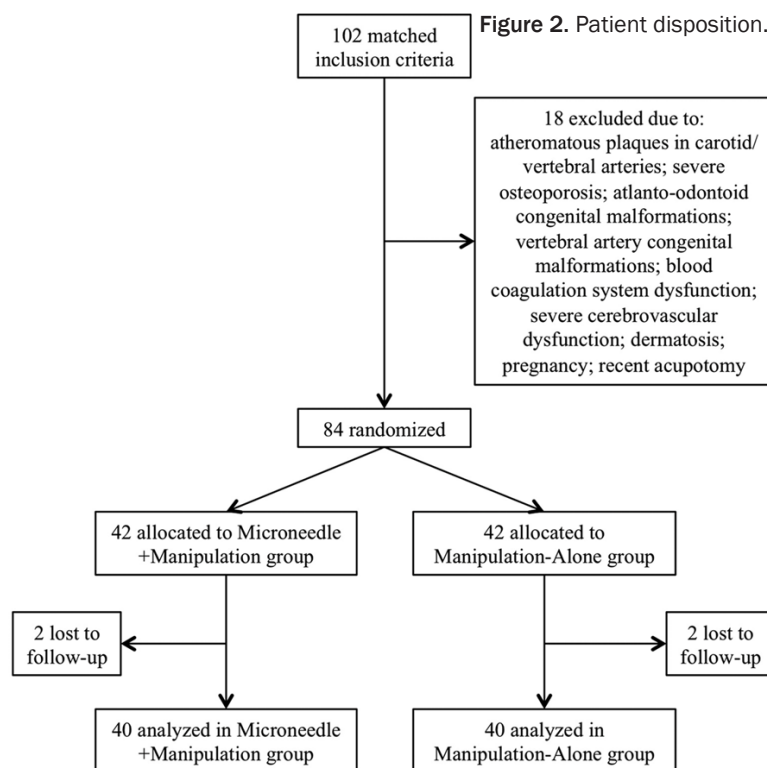 Figure 2. Patient disposition.
102 matched
inclusion criteria
18 excluded due to:
atheromatous plaques in carotid/
vertebral arteries; severe
osteoporosis; atlanto-odontoid
congenital malformations;
vertebral artery congenital
malformations; blood
coagulation system dysfunction;
severe cerebrovascular
dysfunction; dermatosis;
pregnancy; recent acupotomy
84 randomized
42 allocated to Microneedle
+Manipulation group
42 allocated to
Manipulation-Alone group
2 lost to
follow-up
2 lost to
follow-up
40 analyzed in Microneedle
+Manipulation group
40 analyzed in
Manipulation-Alone group